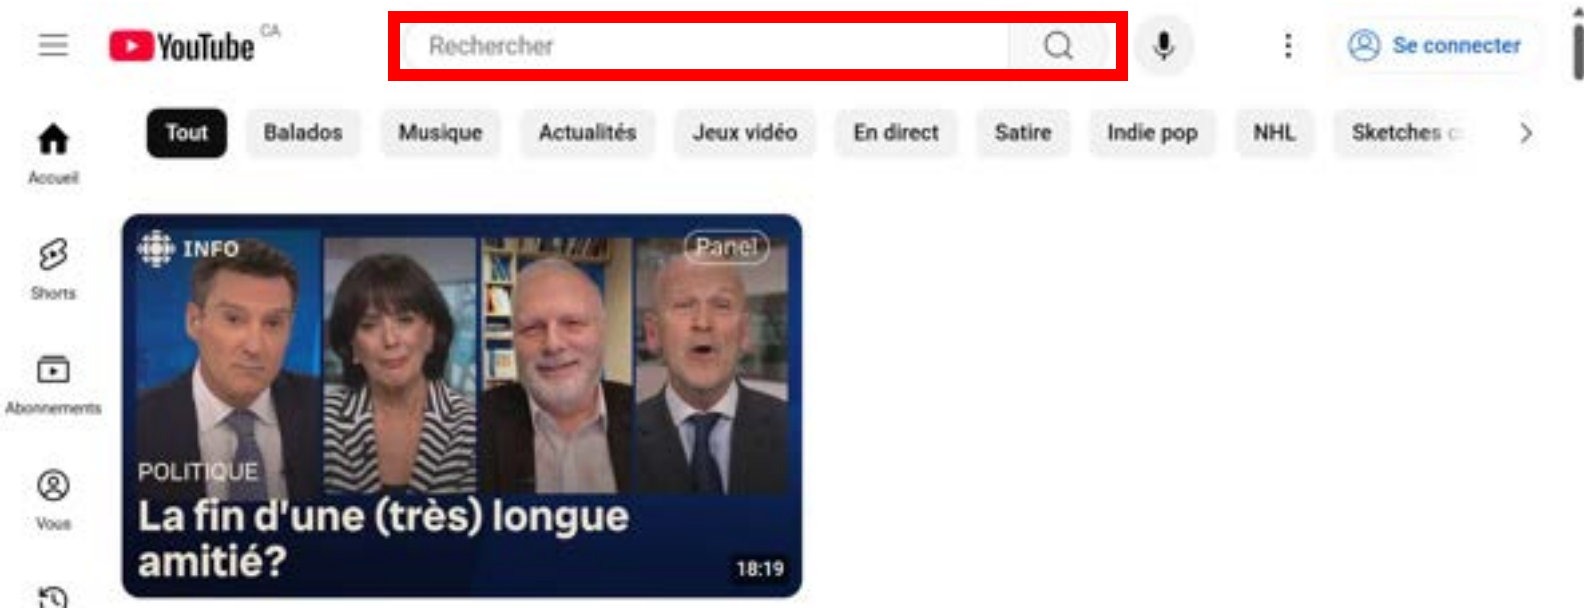 YouTube CA
Rechercher
Se connecter
Tout Balados Musique Actualités Jeux vidéo En direct Satire Indie pop NHL Sketches
Accueil
Shorts
Abonnements
Vous
INFO
Panel
POLITIQUE
La fin d'une (très) longue
amitié?
18:19